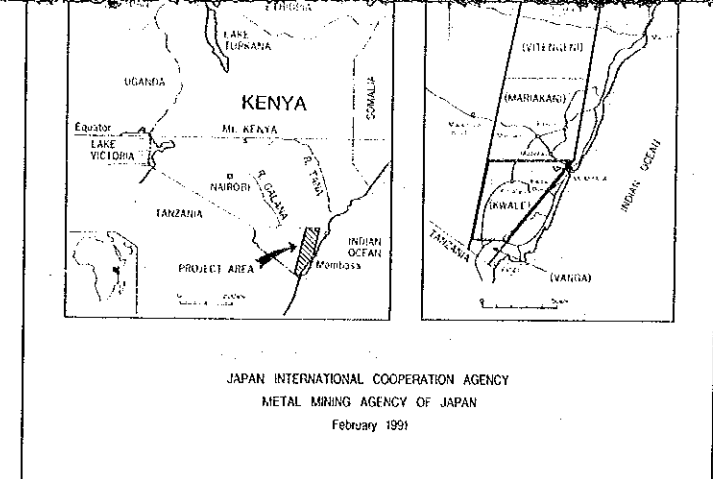 LAKE
TURKANA
UGANDA
KENYA
SOMALIA
Equator
Mt. KENYA
LAKE
VICTORIA
NAIROBI
R. GALANA
R. TANA
TANZANIA
INDIAN
OCEAN
PROJECT AREA
Mombasa
(VITENGENI)
(MARIAKANI)
INDIAN OCEAN
(KWALE)
TANZANIA
(VANGA)
JAPAN INTERNATIONAL COOPERATION AGENCY
METAL MINING AGENCY OF JAPAN
February 1991